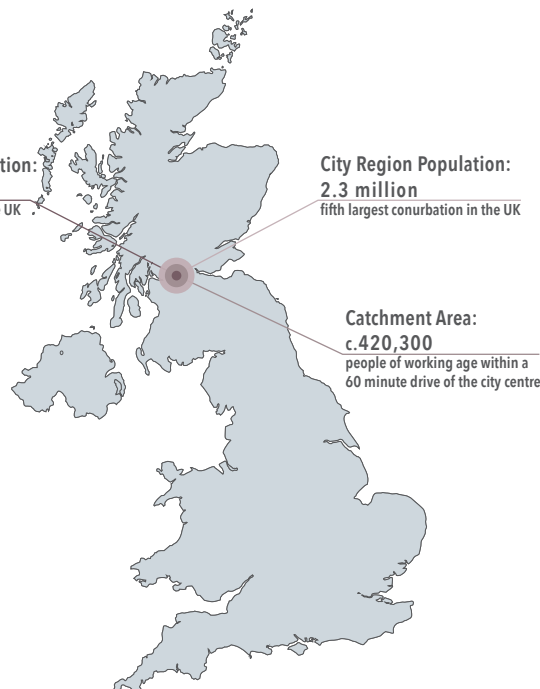 tion:
UK
City Region Population:
2.3 million
fifth largest conurbation in the UK
Catchment Area:
c.420,300
people of working age within a
60 minute drive of the city centre